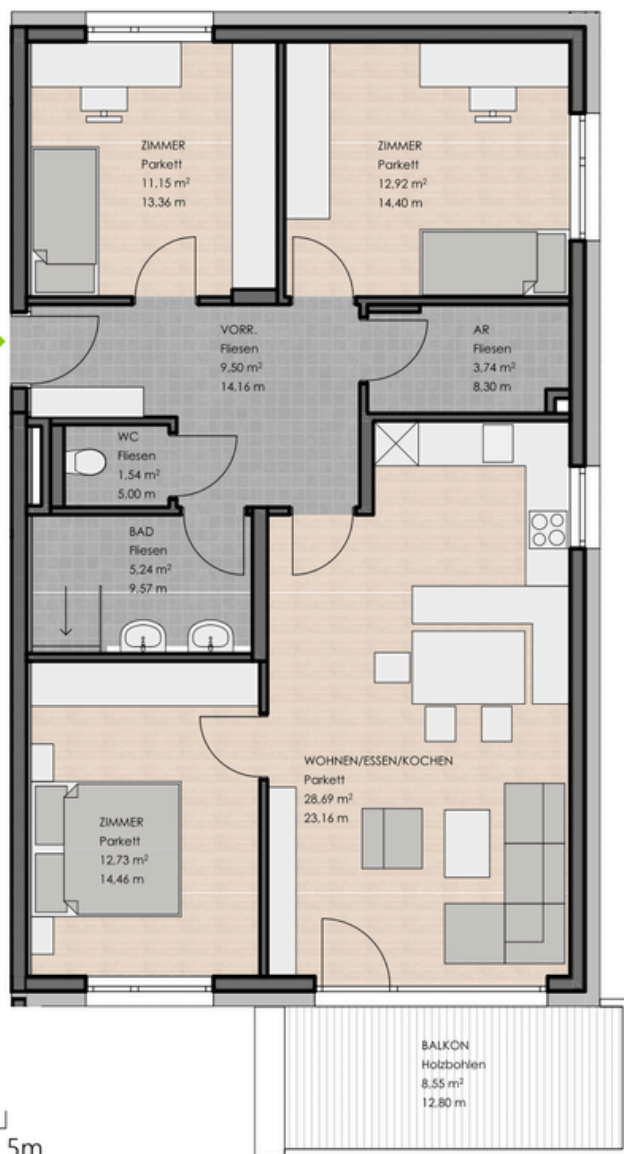 ZIMMER
Parkett
11,15 m²
13,36 m
ZIMMER
Parkett
12,92 m²
14,40 m
VORR.
Fliesen
9,50 m²
14,16 m
AR
Fliesen
3,74 m²
8,30 m
WC
Fliesen
1,54 m²
5,00 m
BAD
Fliesen
5,24 m²
9,57 m
WOHNEN/ESSEN/KOCHEN
Parkett
28,69 m²
23,16 m
ZIMMER
Parkett
12,73 m²
14,46 m
BALKON
Holzbohlen
8,55 m²
12,80 m
5m